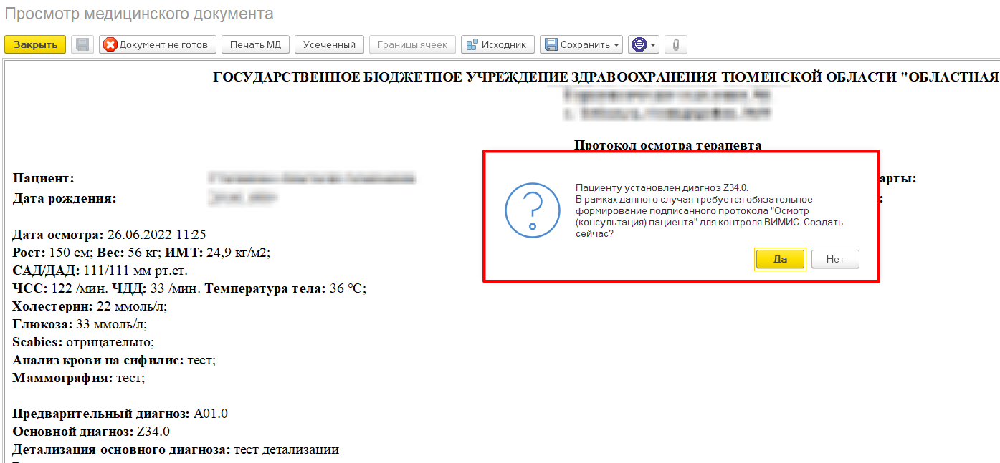 Просмотр медицинского документа
Закрыть Документ не готов Печать МД Усеченный Границы ячеек Исходник Сохранить
ГОСУДАРСТВЕННОЕ БЮДЖЕТНОЕ УЧРЕЖДЕНИЕ ЗДРАВООХРАНЕНИЯ ТЮМЕНСКОЙ ОБЛАСТИ "ОБЛАСТНАЯ
Протокол осмотра терапевта
Пациент: арты:
Дата рождения: :
Пациенту установлен диагноз Z34.0.
В рамках данного случая требуется обязательное
формирование подписанного протокола "Осмотр
(консультация) пациента" для контроля ВИМИС. Создать
сейчас?
Да Нет
Дата осмотра: 26.06.2022 11:25
Рост: 150 см; Вес: 56 кг; ИМТ: 24,9 кг/м2;
САД/ДАД: 111/111 мм рт.ст.
ЧСС: 122 /мин. ЧДД: 33 /мин. Температура тела: 36 °С;
Холестерин: 22 ммоль/л;
Глюкоза: 33 ммоль/л;
Scabies: отрицательно;
Анализ крови на сифилис: тест;
Маммография: тест;
Предварительный диагноз: A01.0
Основной диагноз: Z34.0
Детализация основного диагноза: тест детализации